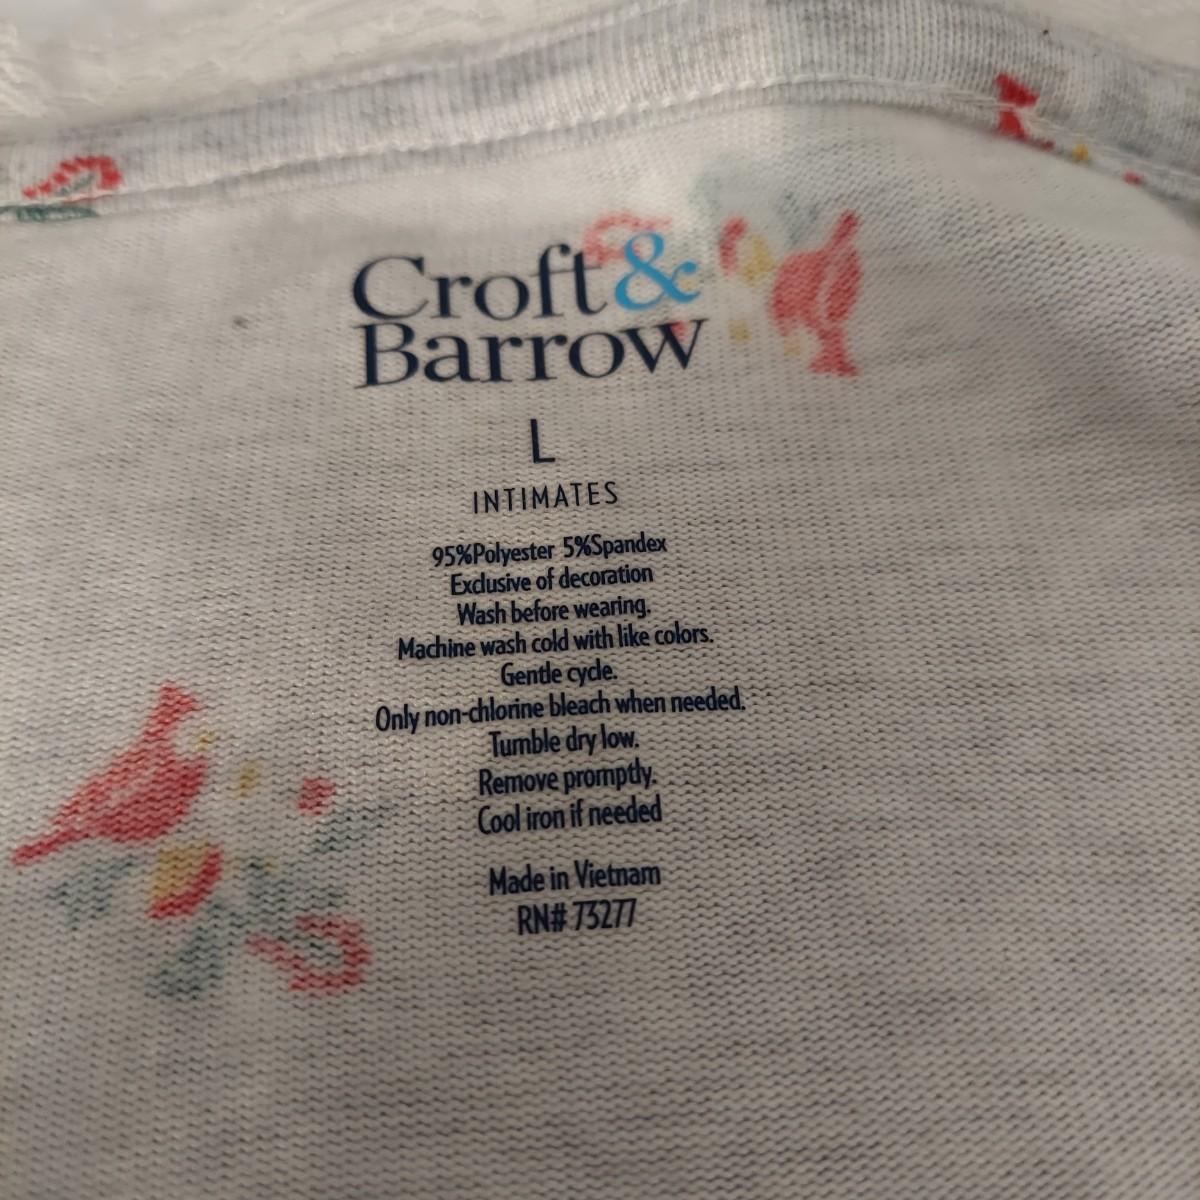 Croft&
Barrow
L
INTIMATES
95%Polyester 5%Spandex
Exclusive of decoration
Wash before wearing.
Machine wash cold with like colors.
Gentle cycle.
Only non-chlorine bleach when needed.
Tumble dry low.
Remove promptly.
Cool iron if needed
Made in Vietnam
RN# 73277